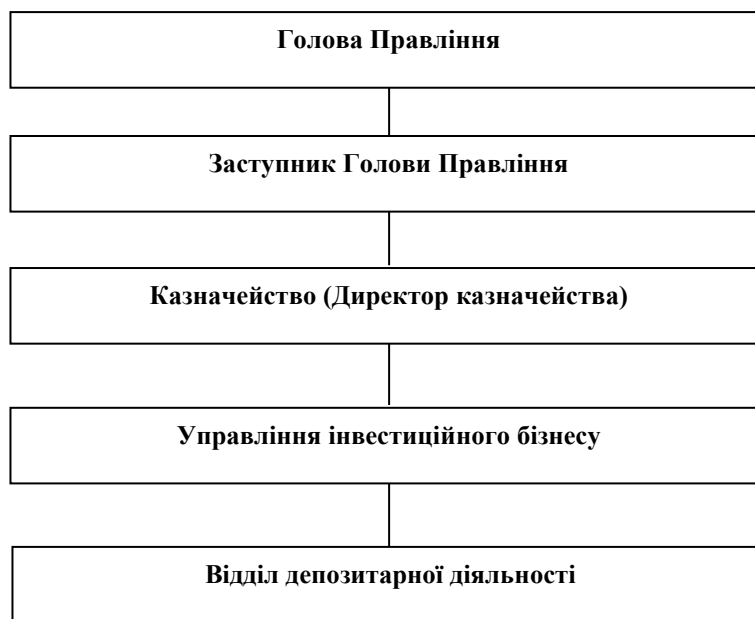 Голова Правління
Заступник Голови Правління
Казначейство (Директор казначейства)
Управління інвестиційного бізнесу
Відділ депозитарної діяльності